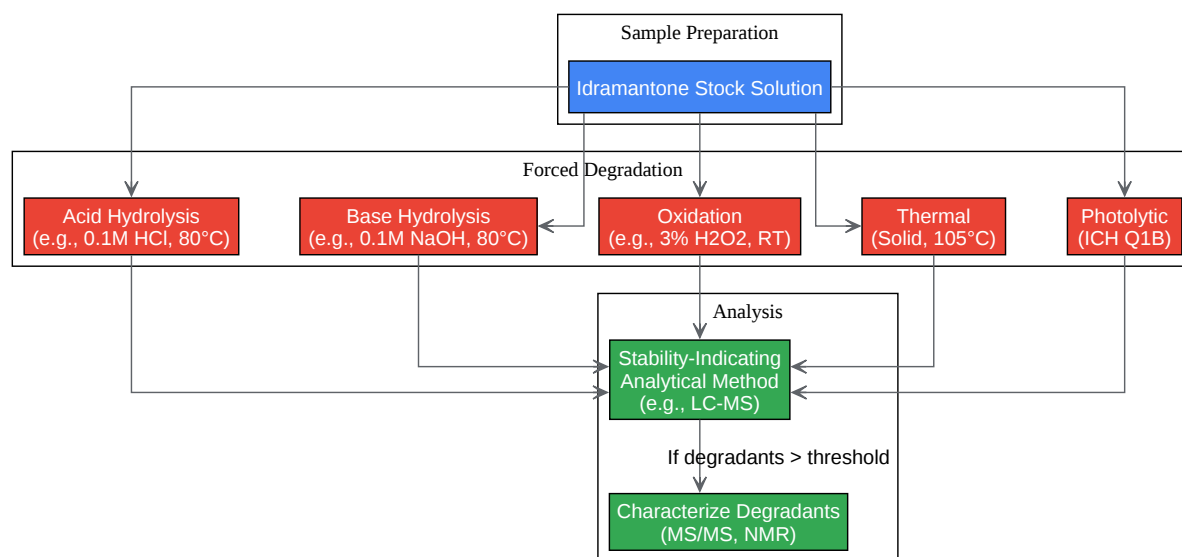 Sample Preparation
Idramantone Stock Solution
Forced Degradation
Acid Hydrolysis
(e.g., 0.1M HCl, 80°C)
Base Hydrolysis
(e.g., 0.1M NaOH, 80°C)
Oxidation
(e.g., 3% H2O2, RT)
Thermal
(Solid, 105°C)
Photolytic
(ICH Q1B)
Analysis
Stability-Indicating
Analytical Method
(e.g., LC-MS)
If degradants > threshold
Characterize Degradants
(MS/MS, NMR)